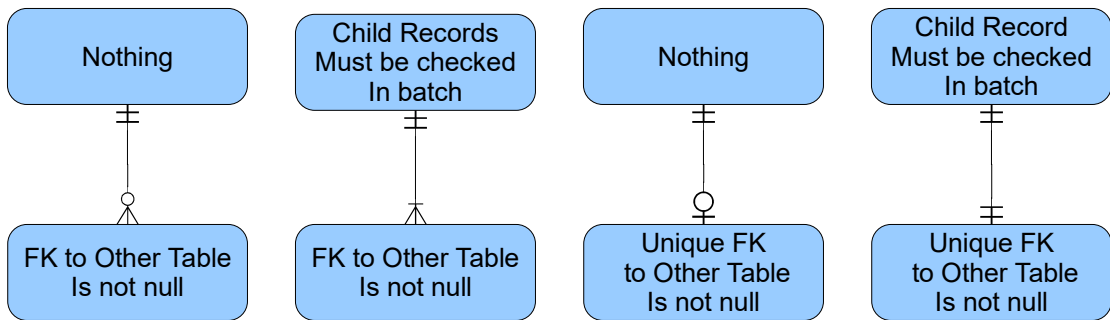 Nothing
Child Records
Must be checked
In batch
Nothing
Child Record
Must be checked
In batch
FK to Other Table
Is not null
FK to Other Table
Is not null
Unique FK
to Other Table
Is not null
Unique FK
to Other Table
Is not null